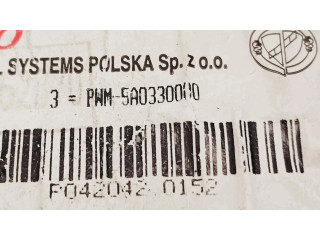 . SYSTEMS POLSKA Sp. z o.o.
3 = PWM-5A0330000
P042042 0152